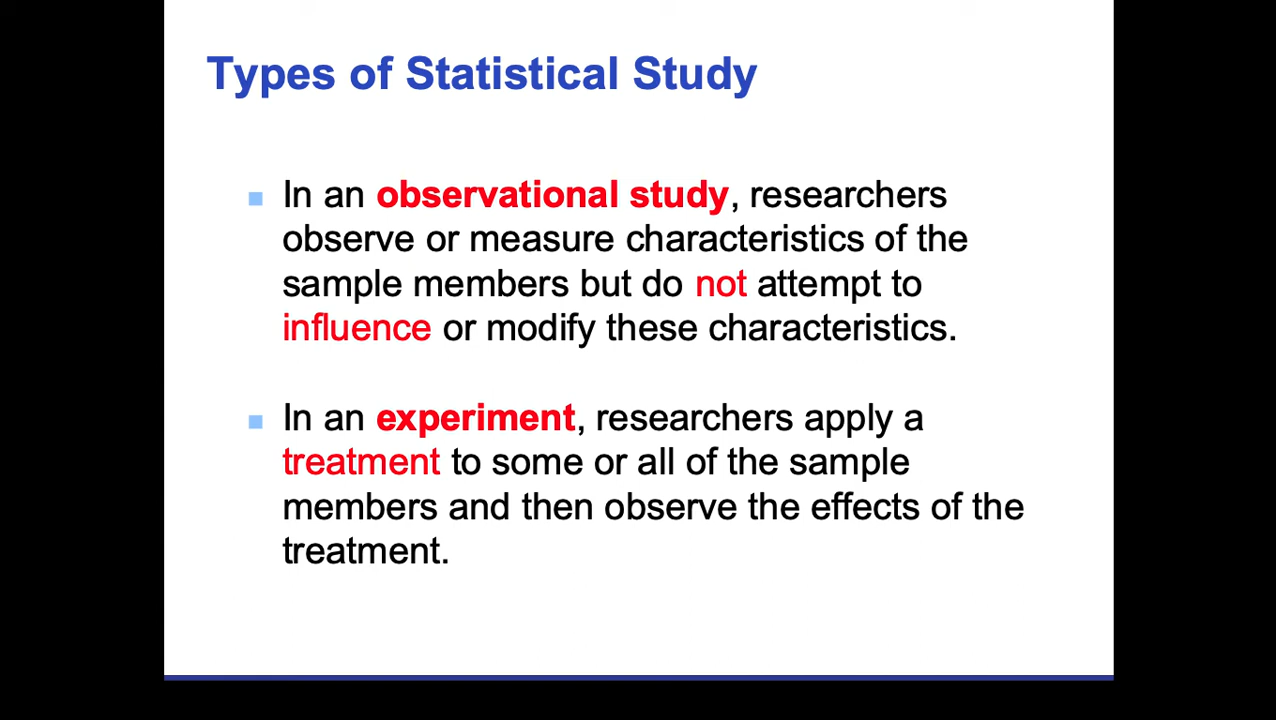 Types of Statistical Study
In an observational study, researchers
observe or measure characteristics of the
sample members but do not attempt to
influence or modify these characteristics.
In an experiment, researchers apply a
treatment to some or all of the sample
members and then observe the effects of the
treatment.